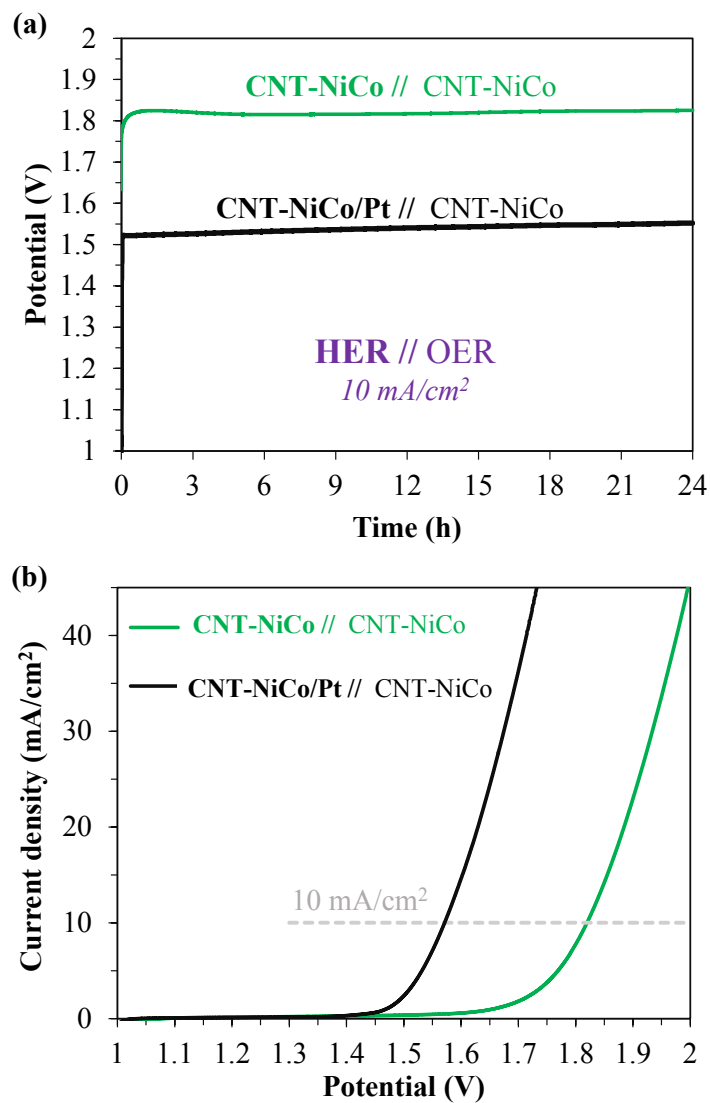 (a)
2
1.9
1.8
1.7
1.6
1.5
1.4
1.3
1.2
1.1
1
Potential (V)
CNT-NiCo // CNT-NiCo
CNT-NiCo/Pt // CNT-NiCo
HER // OER
10 mA/cm²
0 3 6 9 12 15 18 21 24
Time (h)
(b)
40
30
20
10
0
Current density (mA/cm²)
CNT-NiCo // CNT-NiCo
CNT-NiCo/Pt // CNT-NiCo
10 mA/cm²
1 1.1 1.2 1.3 1.4 1.5 1.6 1.7 1.8 1.9 2
Potential (V)